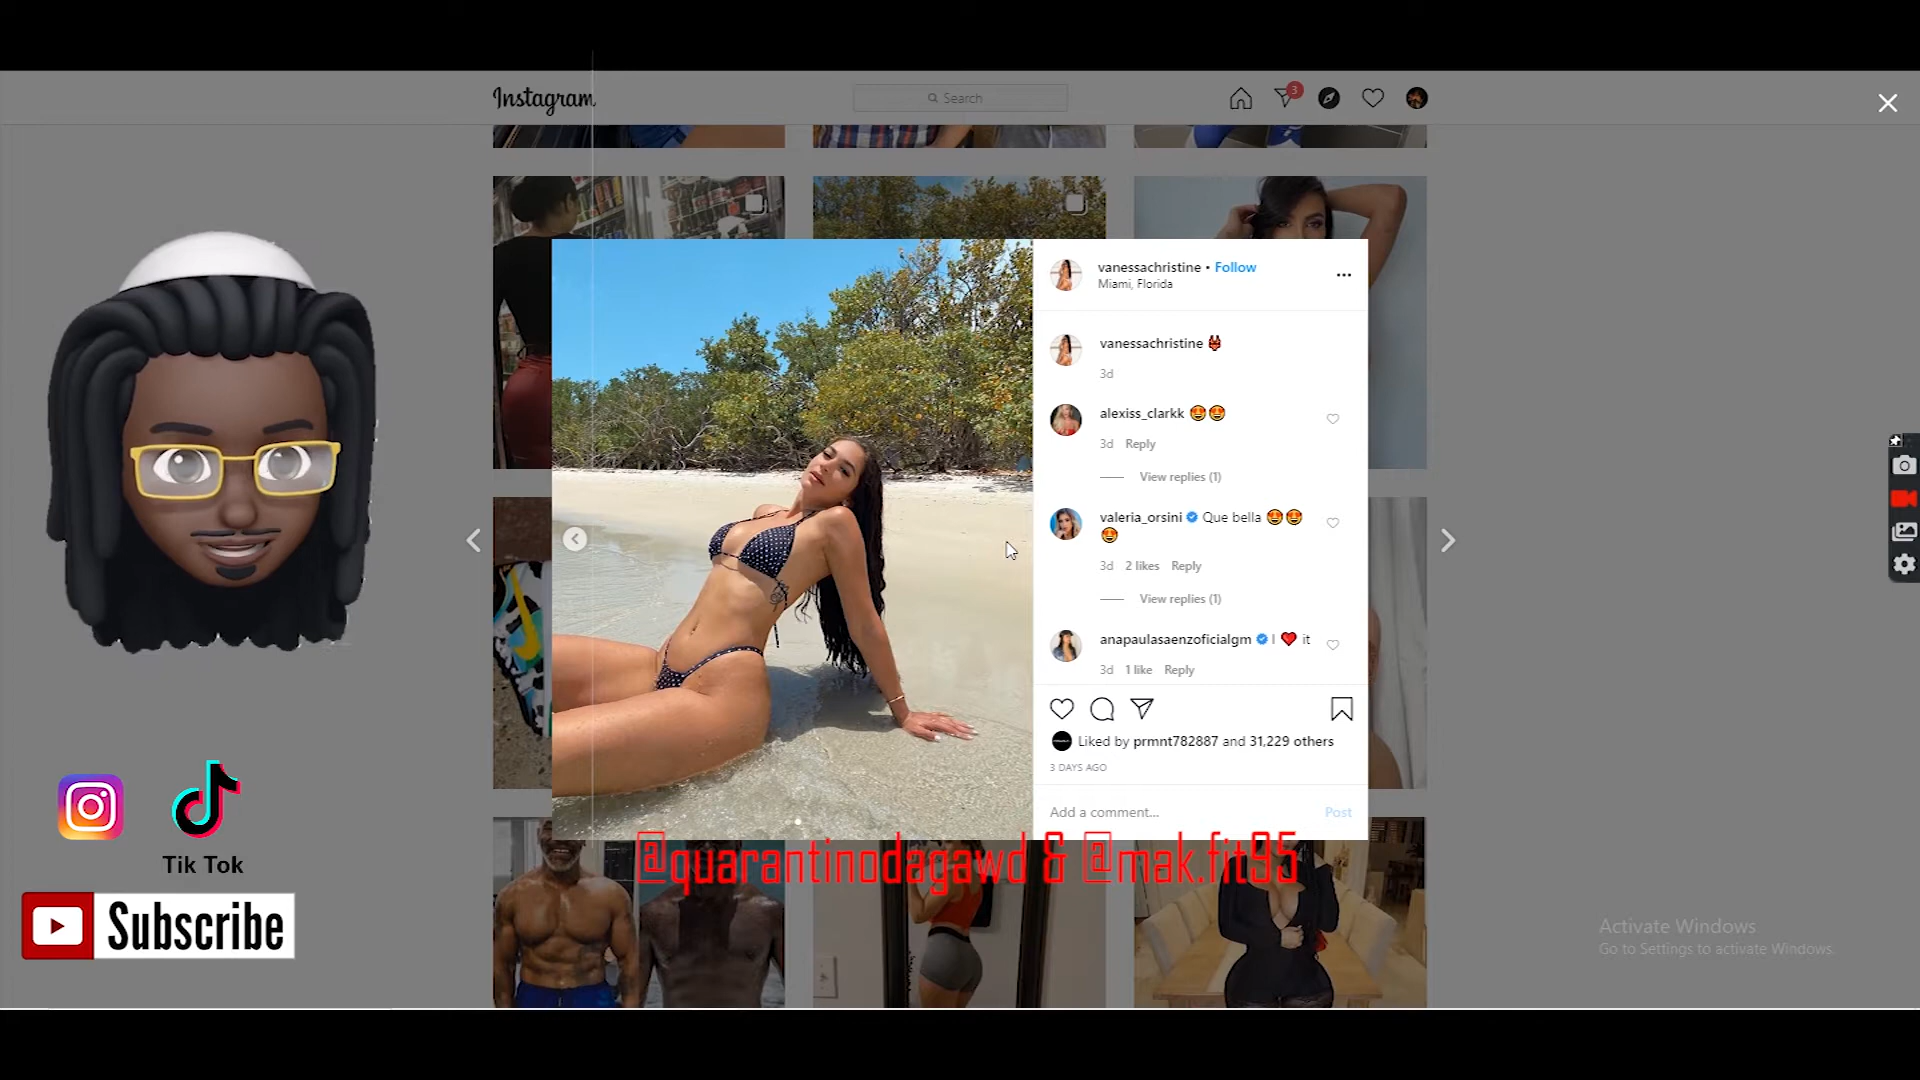 Instagram
Search
3
vanessachristine • Follow
Miami, Florida
vanessachristine
3d
alexiss_clarkk 😍😍
3d Reply
View replies (1)
valeria_orsini Que bella 😍😍
😍
3d 2 likes Reply
View replies (1)
anapaulasaenzoficialgm I ❤️ it
3d 1 like Reply
Liked by prmnt782887 and 31,229 others
3 DAYS AGO
Add a comment... Post
@quarantinodagawd & @mak.fit95
Tik Tok
Subscribe
Activate Windows
Go to Settings to activate Windows.